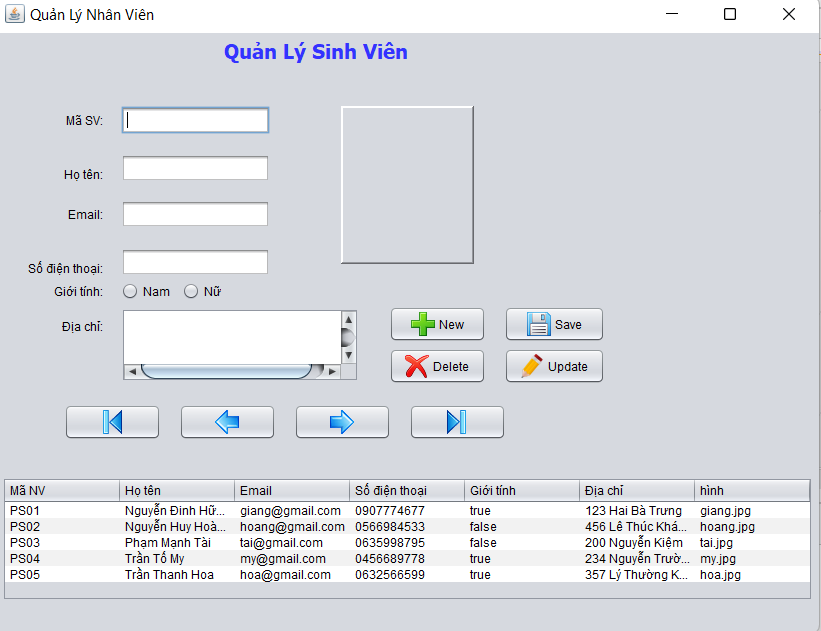 Quản Lý Nhân Viên
Quản Lý Sinh Viên
Mã SV:
Họ tên:
Email:
Số điện thoại:
Giới tính: Nam Nữ
Địa chỉ:
New Save
Delete Update
Mã NV Họ tên Email Số điện thoại Giới tính Địa chỉ hình
PS01 Nguyễn Đinh Hữ... giang@gmail.com 0907774677 true 123 Hai Bà Trưng giang.jpg
PS02 Nguyễn Huy Hoà... hoang@gmail.com 0566984533 false 456 Lê Thúc Khá... hoang.jpg
PS03 Phạm Mạnh Tài tai@gmail.com 0635998795 false 200 Nguyễn Kiệm tai.jpg
PS04 Trần Tố My my@gmail.com 0456689778 true 234 Nguyễn Trườ... my.jpg
PS05 Trần Thanh Hoa hoa@gmail.com 0632566599 true 357 Lý Thường K... hoa.jpg